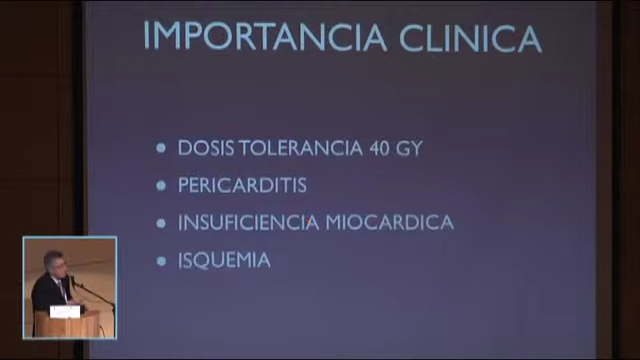 IMPORTANCIA CLINICA
• DOSIS TOLERANCIA 40 GY
• PERICARDITIS
• INSUFICIENCIA MIOCARDICA
• ISQUEMIA